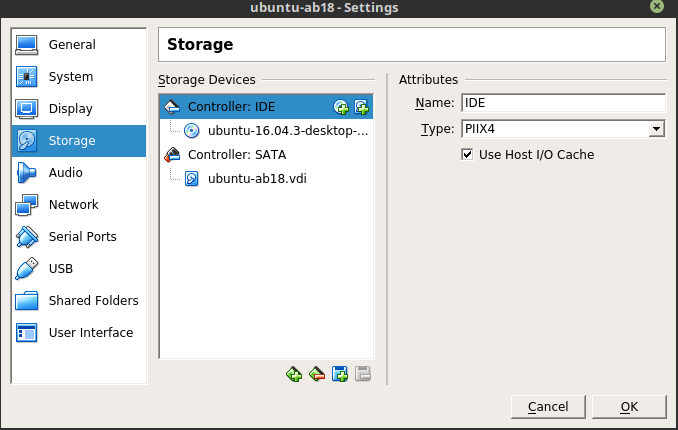 ubuntu-ab18 - Settings
General
System
Display
Storage
Audio
Network
Serial Ports
USB
Shared Folders
User Interface
Storage
Storage Devices
Controller: IDE
ubuntu-16.04.3-desktop-...
Controller: SATA
ubuntu-ab18.vdi
Attributes
Name: IDE
Type: PIIX4
Use Host I/O Cache
Cancel
OK